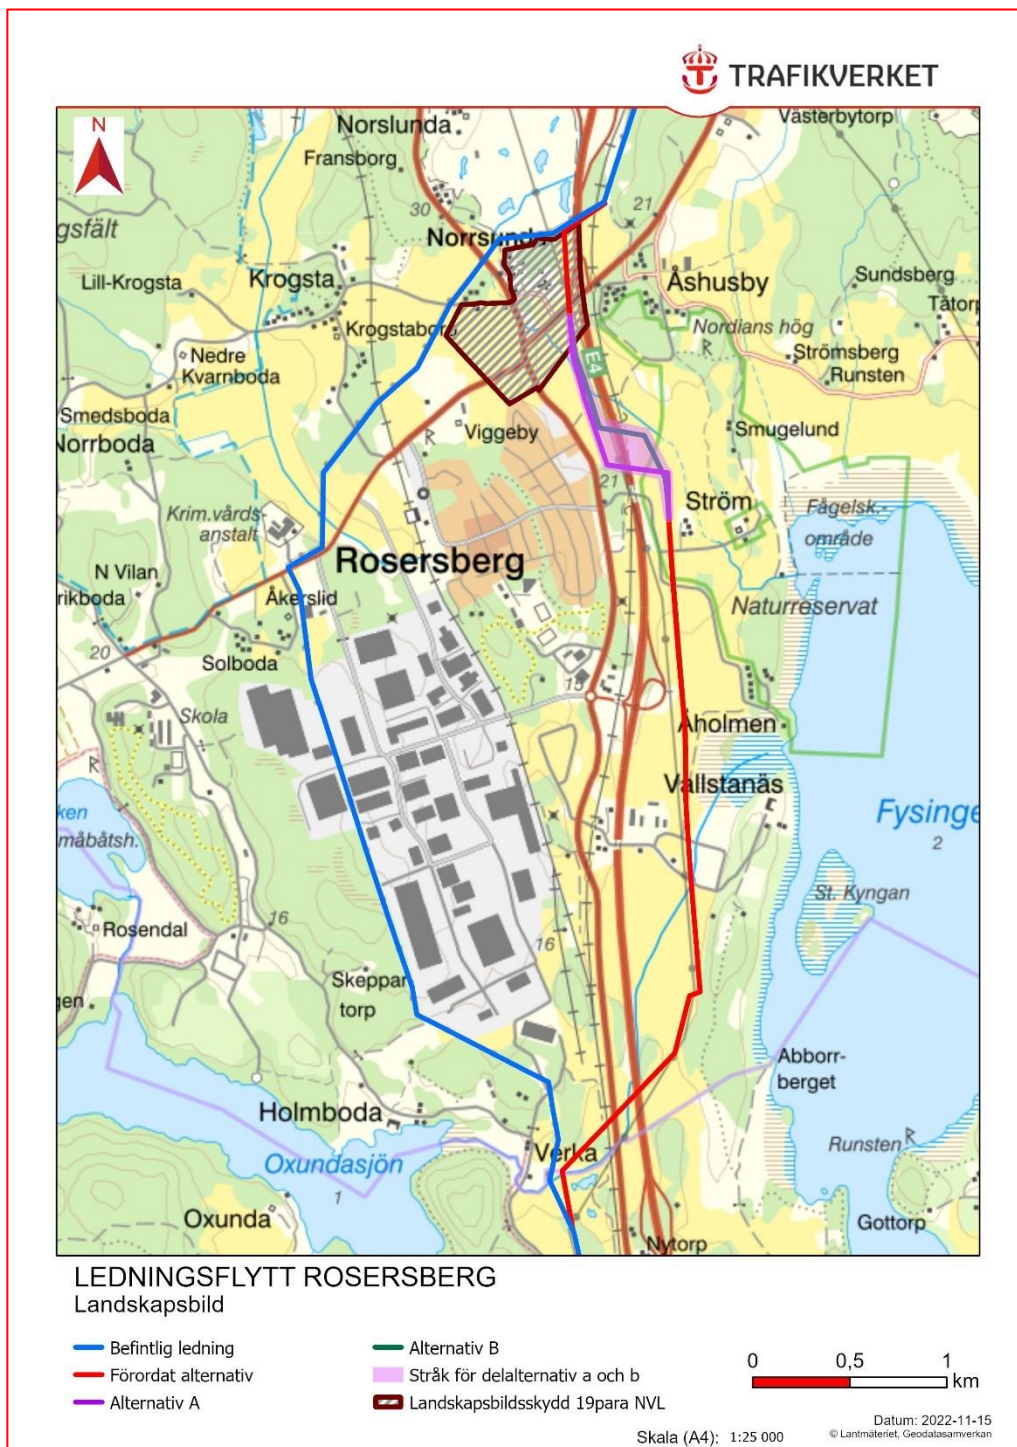 TRAFIKVERKET
N
Norslunda
Fransborg
Västerbytorp
30
21
gsfält
Norrsund
Lill-Krogsta
Krogsta
Åshusby
Sundsberg
Tätorp
Krogstaborg
Nordians hög
R
Nedre
Kvarnboda
E4
Strömsberg
Runsten
Smedsboda
Norrboda
R
Viggeby
Smugelund
21
Ström
Krim.vårds-
anstalt
Fågelsk.-
område
Rosersberg
N Vilan
rikboda
Åkerslid
Naturreservat
20
Solboda
15
Skola
Åholmen
R
Vallstanäs
ken
måbåtsh.
Fysinge
2
St. Kyngan
16
Rosendal
16
Skeppar
torp
gen
Abborr-
berget
Holmboda
Verka
Runsten R
Oxundasjön
1
Oxunda
Gottorp
Nytorp
LEDNINGSFLYTT ROSERSBERG
Landskapsbild
Befintlig ledning
Förordat alternativ
Alternativ A
Alternativ B
Stråk för delalternativ a och b
Landskapsbildsskydd 19para NVL
0 0,5 1
km
Datum: 2022-11-15
Skala (A4): 1:25 000
© Lantmäteriet, Geodatasamverkan